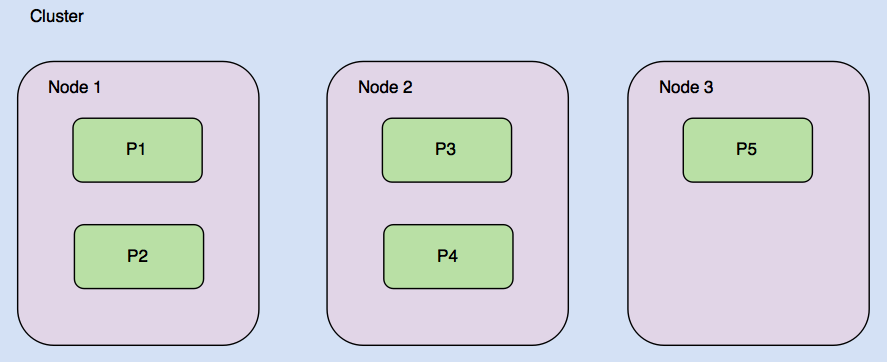 Cluster
Node 1
P1
P2
Node 2
P3
P4
Node 3
P5